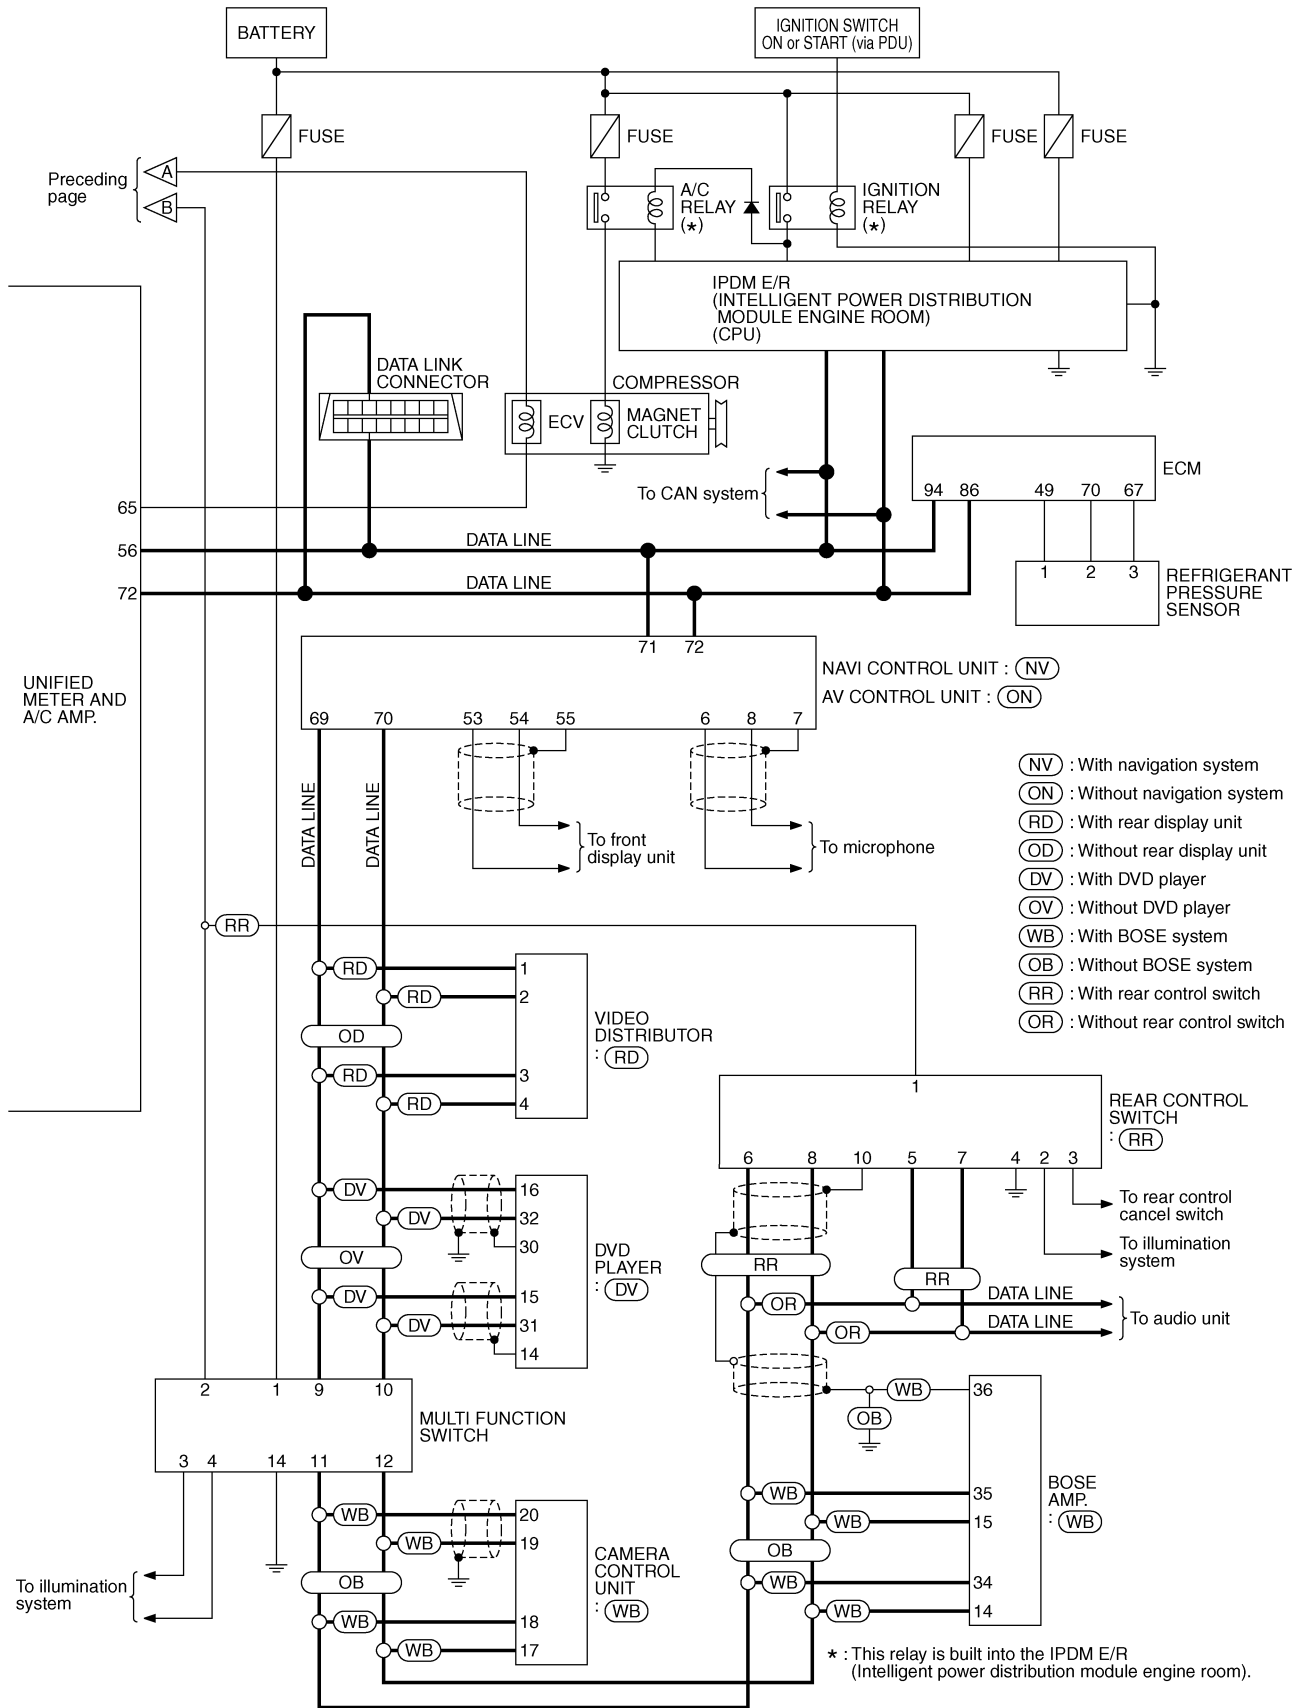 BATTERY
IGNITION SWITCH
ON or START (via PDU)
FUSE
FUSE
FUSE
FUSE
Preceding
page
A
B
A/C
RELAY
(*)
IGNITION
RELAY
(*)
IPDM E/R
(INTELLIGENT POWER DISTRIBUTION
MODULE ENGINE ROOM)
(CPU)
DATA LINK
CONNECTOR
COMPRESSOR
ECV
MAGNET
CLUTCH
To CAN system
ECM
94 86 49 70 67
65
56
72
DATA LINE
DATA LINE
1 2 3
REFRIGERANT
PRESSURE
SENSOR
71 72
UNIFIED
METER AND
A/C AMP.
NAVI CONTROL UNIT : NV
AV CONTROL UNIT : ON
69 70 53 54 55 6 8 7
DATA LINE
DATA LINE
To front
display unit
To microphone
NV : With navigation system
ON : Without navigation system
RD : With rear display unit
OD : Without rear display unit
DV : With DVD player
OV : Without DVD player
WB : With BOSE system
OB : Without BOSE system
RR : With rear control switch
OR : Without rear control switch
RR
RD 1
RD 2
OD
RD 3
RD 4
VIDEO
DISTRIBUTOR
: RD
DV 16
DV 32
30
OV
DV 15
DV 31
14
DVD
PLAYER
: DV
1
REAR CONTROL
SWITCH
: RR
6 8 10 5 7 4 2 3
To rear control
cancel switch
To illumination
system
RR
RR
OR
OR
DATA LINE
DATA LINE
To audio unit
2 1 9 10
MULTI FUNCTION
SWITCH
3 4 14 11 12
WB 36
OB
WB 35
WB 15
OB
WB 34
WB 14
BOSE
AMP.
: WB
WB 20
WB 19
OB
WB 18
WB 17
CAMERA
CONTROL
UNIT
: WB
To illumination
system
* : This relay is built into the IPDM E/R
(Intelligent power distribution module engine room).